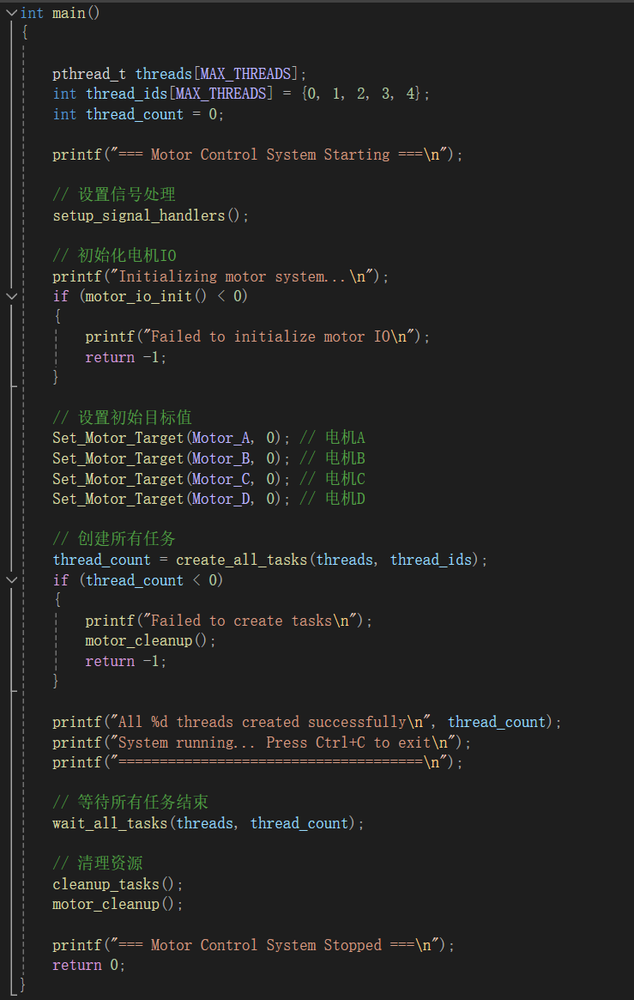 int main()
{
pthread_t threads[MAX_THREADS];
int thread_ids[MAX_THREADS] = {0, 1, 2, 3, 4};
int thread_count = 0;
printf("=== Motor Control System Starting ===\n");
// 设置信号处理
setup_signal_handlers();
// 初始化电机IO
printf("Initializing motor system...\n");
if (motor_io_init() < 0)
{
printf("Failed to initialize motor IO\n");
return -1;
}
// 设置初始目标值
Set_Motor_Target(Motor_A, 0); // 电机A
Set_Motor_Target(Motor_B, 0); // 电机B
Set_Motor_Target(Motor_C, 0); // 电机C
Set_Motor_Target(Motor_D, 0); // 电机D
// 创建所有任务
thread_count = create_all_tasks(threads, thread_ids);
if (thread_count < 0)
{
printf("Failed to create tasks\n");
motor_cleanup();
return -1;
}
printf("All %d threads created successfully\n", thread_count);
printf("System running... Press Ctrl+C to exit\n");
printf("=====================================\n");
// 等待所有任务结束
wait_all_tasks(threads, thread_count);
// 清理资源
cleanup_tasks();
motor_cleanup();
printf("=== Motor Control System Stopped ===\n");
return 0;
}